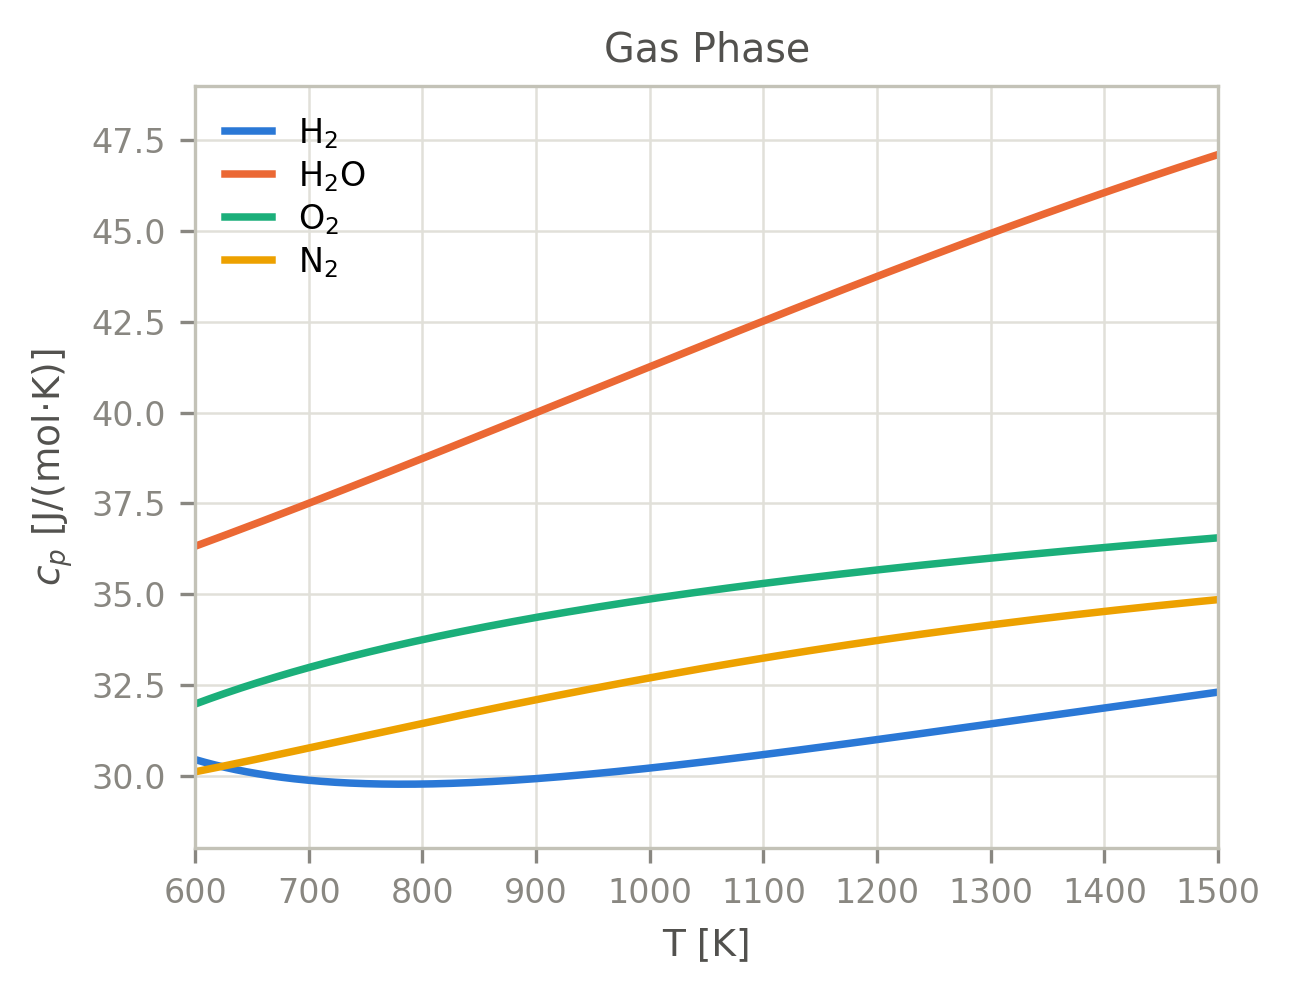 Gas Phase
H₂
H₂O
O₂
N₂
47.5
45.0
42.5
40.0
37.5
35.0
32.5
30.0
cₚ [J/(mol·K)]
600 700 800 900 1000 1100 1200 1300 1400 1500
T [K]